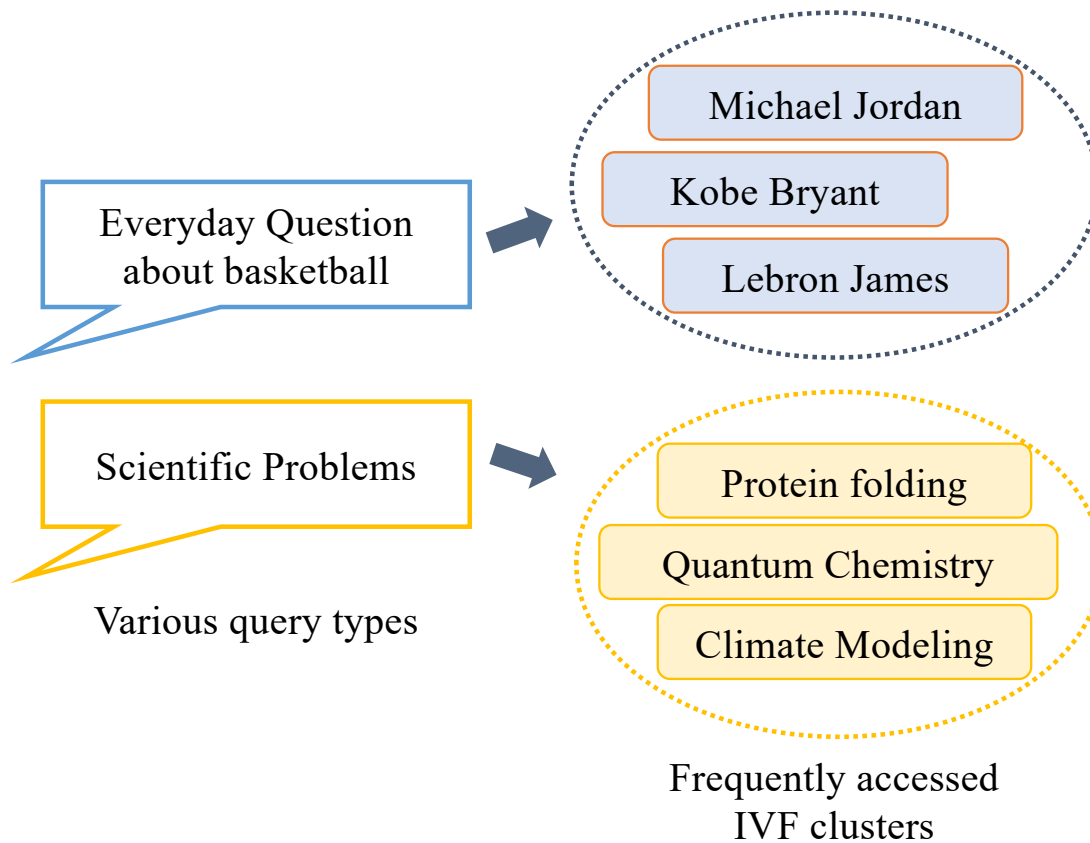 Everyday Question
about basketball
Michael Jordan
Kobe Bryant
Lebron James
Scientific Problems
Protein folding
Quantum Chemistry
Climate Modeling
Various query types
Frequently accessed
IVF clusters